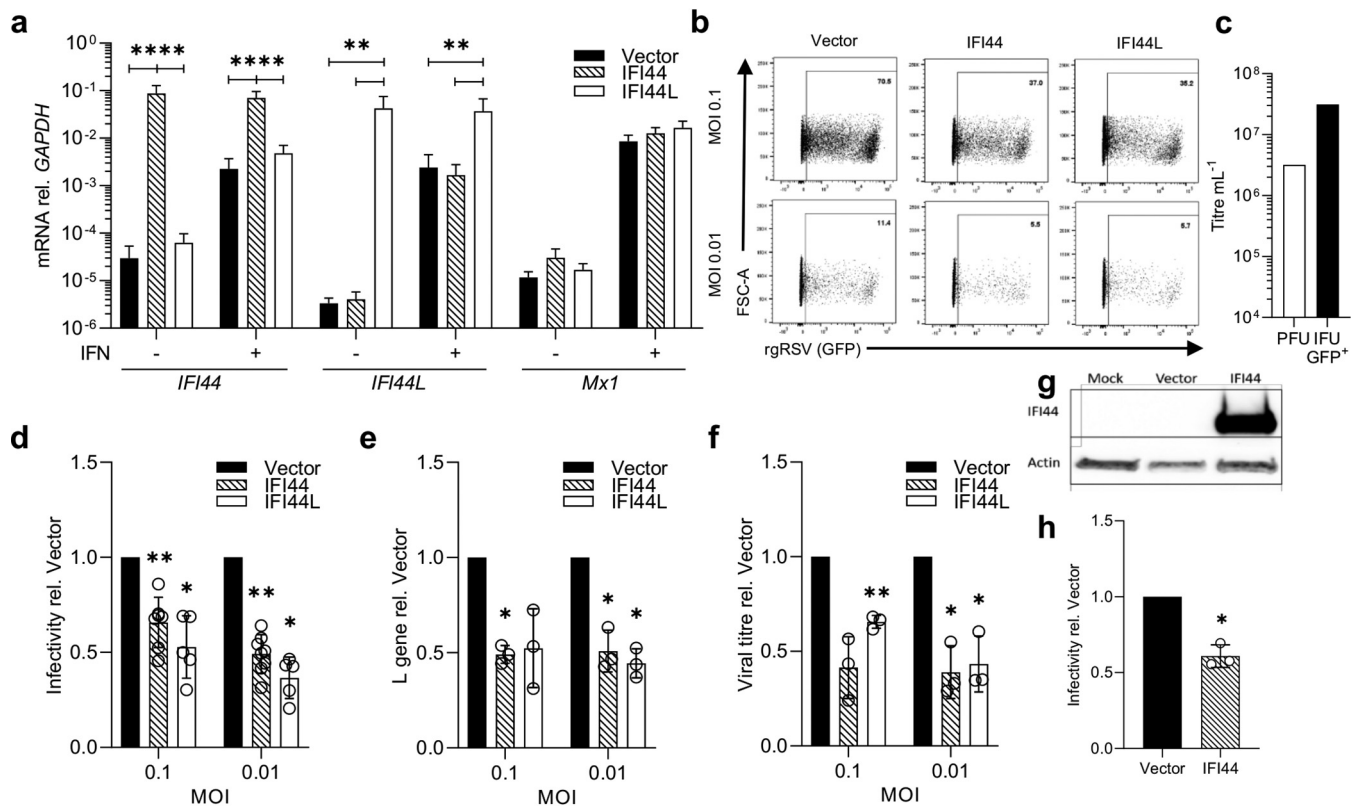 a
mRNA rel. GAPDH
10^0
10^-1
10^-2
10^-3
10^-4
10^-5
10^-6
**** **** ** **
Vector
IFI44
IFI44L
IFN - + - + - +
IFI44 IFI44L Mx1
b
Vector IFI44 IFI44L
MOI 0.1
70.5 37.0
MOI 0.01
11.4
FSC-A
rgRSV (GFP)
c
Titre mL^-1
10^8
10^7
10^6
10^5
10^4
PFU IFU
GFP+
d
Infectivity rel. Vector
1.5
1.0
0.5
0.0
Vector
IFI44
IFI44L
** * ** *
0.1 0.01
MOI
e
L gene rel. Vector
1.5
1.0
0.5
0.0
Vector
IFI44
IFI44L
* * *
0.1 0.01
MOI
f
Viral titre rel. Vector
1.5
1.0
0.5
0.0
Vector
IFI44
IFI44L
** * *
0.1 0.01
MOI
g
Mock Vector IFI44
IFI44
Actin
h
Infectivity rel. Vector
1.5
1.0
0.5
0.0
*
Vector IFI44